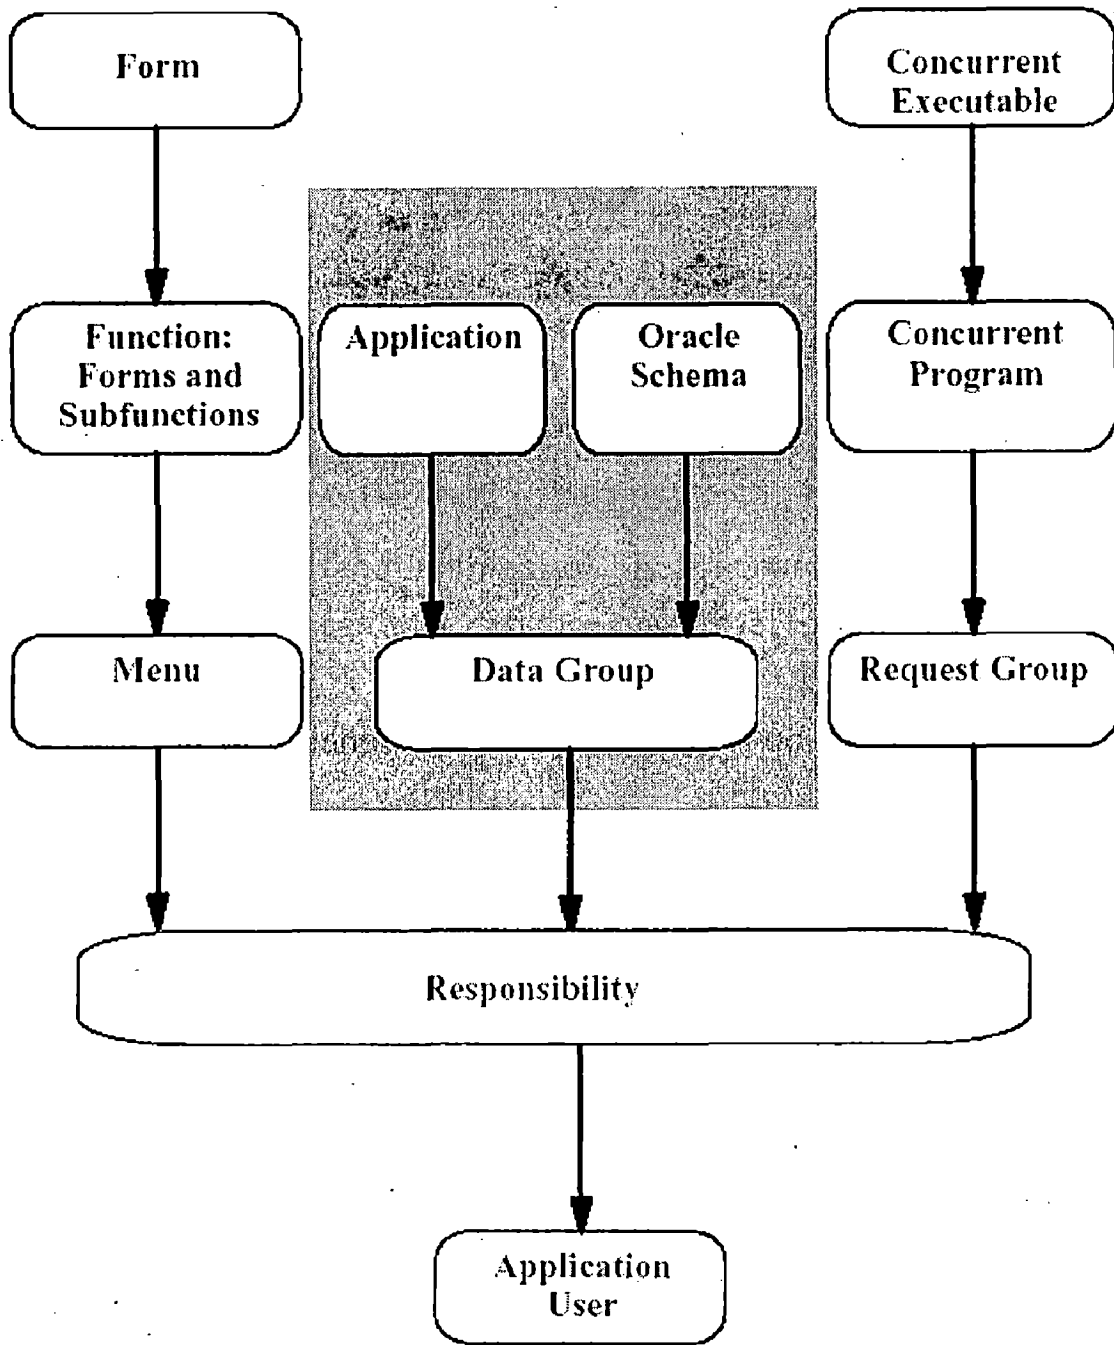 Form
Concurrent
Executable
Function:
Forms and
Subfunctions
Application
Oracle
Schema
Concurrent
Program
Menu
Data Group
Request Group
Responsibility
Application
User